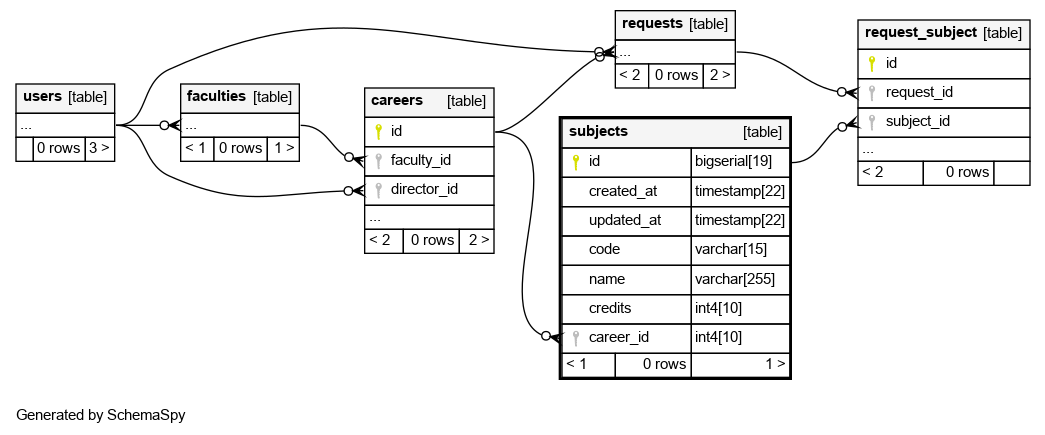 users [table]
...
0 rows 3 >
faculties [table]
...
< 1 0 rows 1 >
careers [table]
id
faculty_id
director_id
...
< 2 0 rows 2 >
requests [table]
...
< 2 0 rows 2 >
subjects [table]
id bigserial[19]
created_at timestamp[22]
updated_at timestamp[22]
code varchar[15]
name varchar[255]
credits int4[10]
career_id int4[10]
< 1 0 rows 1 >
request_subject [table]
id
request_id
subject_id
...
< 2 0 rows
Generated by SchemaSpy